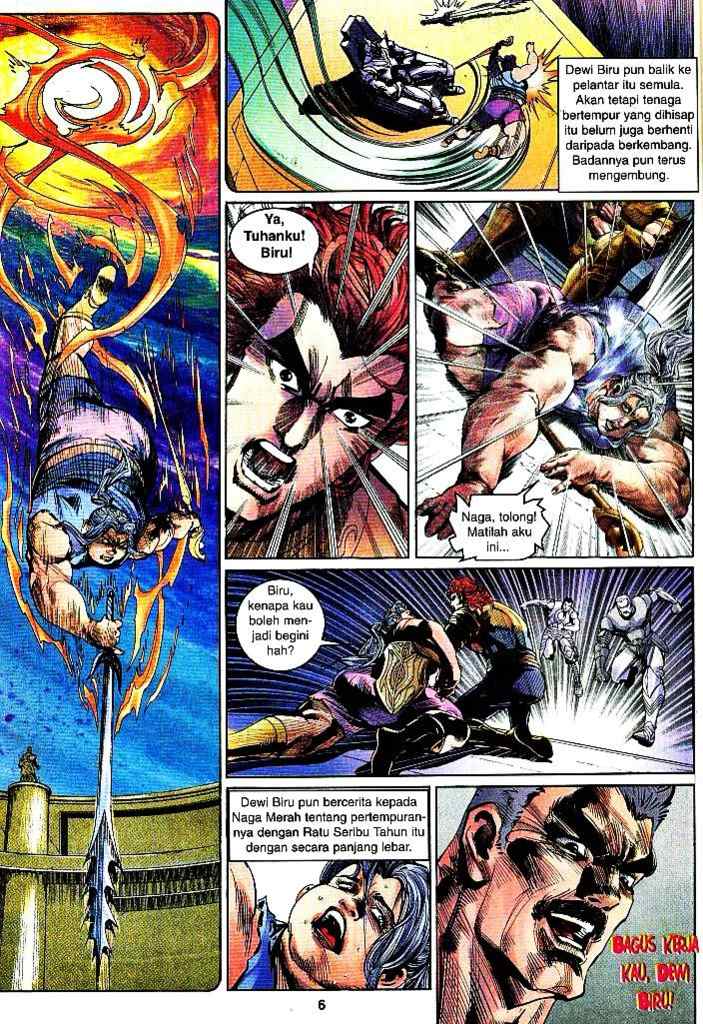 Dewi Biru pun balik ke
pelantar itu semula.
Akan tetapi tenaga
bertempur yang dihisap
itu belum juga berhenti
daripada berkembang.
Badannya pun terus
mengembung.
Ya,
Tuhanku!
Biru!
Naga, tolong!
Matilah aku
ini...
Biru,
kenapa kau
boleh men-
jadi begini
hah?
Dewi Biru pun bercerita kepada
Naga Merah tentang pertempuran-
nya dengan Ratu Seribu Tahun itu
dengan secara panjang lebar.
BAGUS KERJA
KAU, DEWI
BIRU!
6